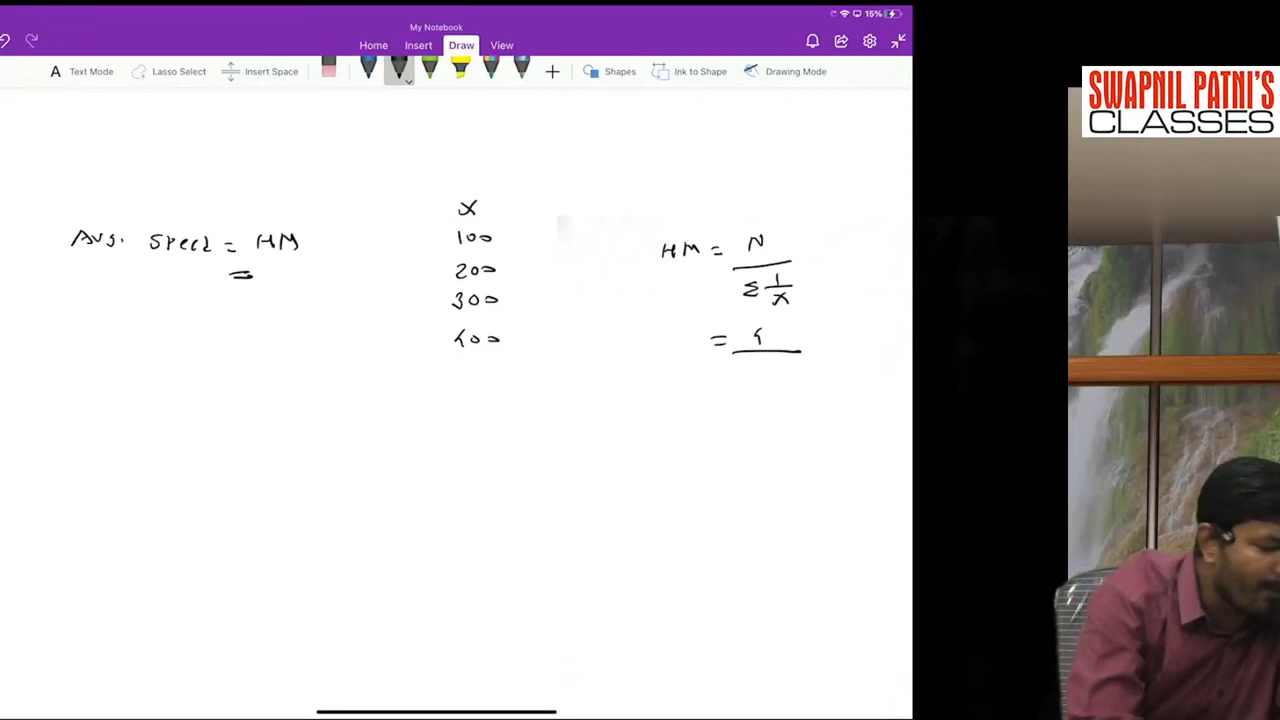 15%
My Notebook
Home Insert Draw View
A Text Mode Lasso Select Insert Space Shapes Ink to Shape Drawing Mode
SWAPNIL PATNI'S
CLASSES
Avg. Speed = HM
X
100
200
300
400
HM = N
Σ 1
X
= 4